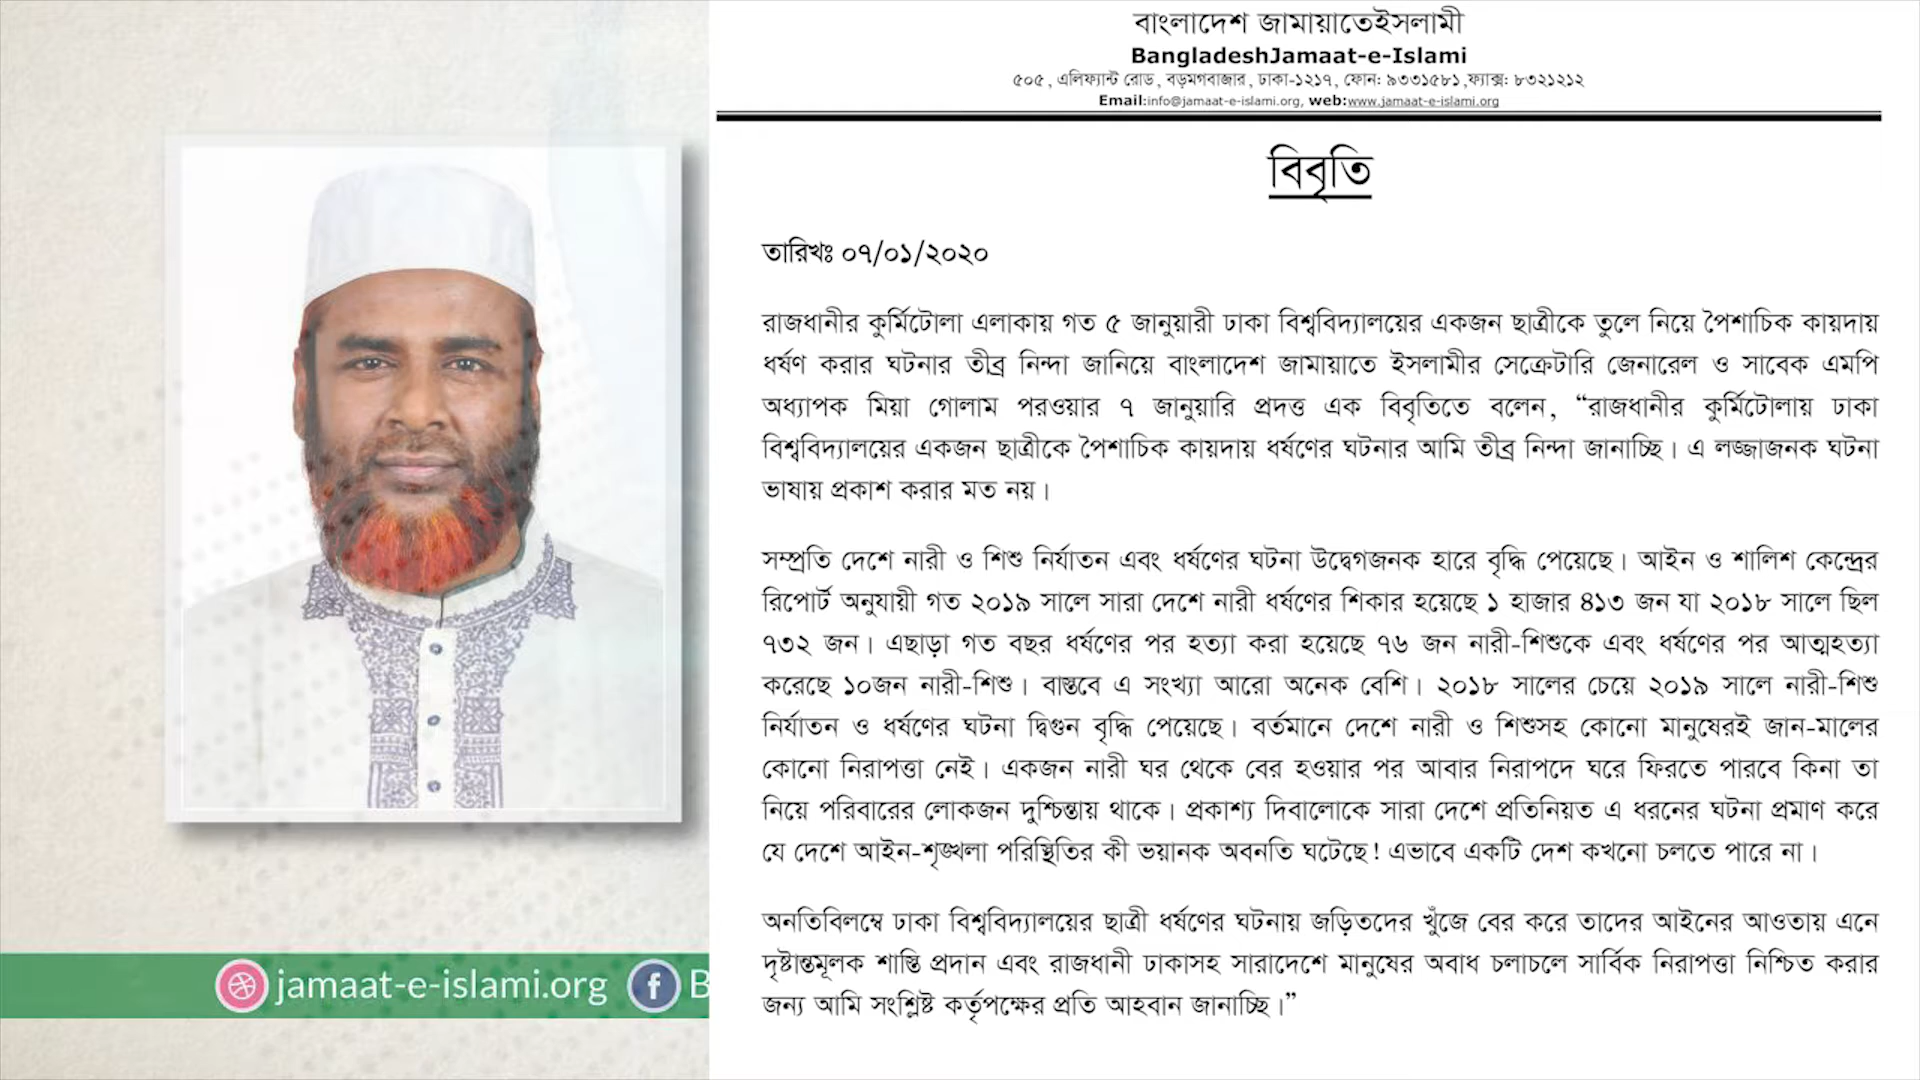 বাংলাদেশ জামায়াতেইসলামী
BangladeshJamaat-e-Islami
৫০৫, এলিফ্যান্ট রোড, বড়মগবাজার, ঢাকা-১২১৭, ফোন: ৯৩৩১৫৮১,ফ্যাক্স: ৮৩২১২১২
Email:info@jamaat-e-islami.org, web:www.jamaat-e-islami.org
বিবৃতি
তারিখঃ ০৭/০১/২০২০
রাজধানীর কুর্মিটোলা এলাকায় গত ৫ জানুয়ারী ঢাকা বিশ্ববিদ্যালয়ের একজন ছাত্রীকে তুলে নিয়ে পৈশাচিক কায়দায়
ধর্ষণ করার ঘটনার তীব্র নিন্দা জানিয়ে বাংলাদেশ জামায়াতে ইসলামীর সেক্রেটারি জেনারেল ও সাবেক এমপি
অধ্যাপক মিয়া গোলাম পরওয়ার ৭ জানুয়ারি প্রদত্ত এক বিবৃতিতে বলেন, “রাজধানীর কুর্মিটোলায় ঢাকা
বিশ্ববিদ্যালয়ের একজন ছাত্রীকে পৈশাচিক কায়দায় ধর্ষণের ঘটনার আমি তীব্র নিন্দা জানাচ্ছি। এ লজ্জাজনক ঘটনা
ভাষায় প্রকাশ করার মত নয়।
সম্প্রতি দেশে নারী ও শিশু নির্যাতন এবং ধর্ষণের ঘটনা উদ্বেগজনক হারে বৃদ্ধি পেয়েছে। আইন ও শালিশ কেন্দ্রের
রিপোর্ট অনুযায়ী গত ২০১৯ সালে সারা দেশে নারী ধর্ষণের শিকার হয়েছে ১ হাজার ৪১৩ জন যা ২০১৮ সালে ছিল
৭৩২ জন। এছাড়া গত বছর ধর্ষণের পর হত্যা করা হয়েছে ৭৬ জন নারী-শিশুকে এবং ধর্ষণের পর আত্মহত্যা
করেছে ১০জন নারী-শিশু। বাস্তবে এ সংখ্যা আরো অনেক বেশি। ২০১৮ সালের চেয়ে ২০১৯ সালে নারী-শিশু
নির্যাতন ও ধর্ষণের ঘটনা দ্বিগুন বৃদ্ধি পেয়েছে। বর্তমানে দেশে নারী ও শিশুসহ কোনো মানুষেরই জান-মালের
কোনো নিরাপত্তা নেই। একজন নারী ঘর থেকে বের হওয়ার পর আবার নিরাপদে ঘরে ফিরতে পারবে কিনা তা
নিয়ে পরিবারের লোকজন দুশ্চিন্তায় থাকে। প্রকাশ্য দিবালোকে সারা দেশে প্রতিনিয়ত এ ধরনের ঘটনা প্রমাণ করে
যে দেশে আইন-শৃঙ্খলা পরিস্থিতির কী ভয়ানক অবনতি ঘটেছে! এভাবে একটি দেশ কখনো চলতে পারে না।
অনতিবিলম্বে ঢাকা বিশ্ববিদ্যালয়ের ছাত্রী ধর্ষণের ঘটনায় জড়িতদের খুঁজে বের করে তাদের আইনের আওতায় এনে
দৃষ্টান্তমূলক শাস্তি প্রদান এবং রাজধানী ঢাকাসহ সারাদেশে মানুষের অবাধ চলাচলে সার্বিক নিরাপত্তা নিশ্চিত করার
জন্য আমি সংশ্লিষ্ট কর্তৃপক্ষের প্রতি আহবান জানাচ্ছি।”
jamaat-e-islami.org B